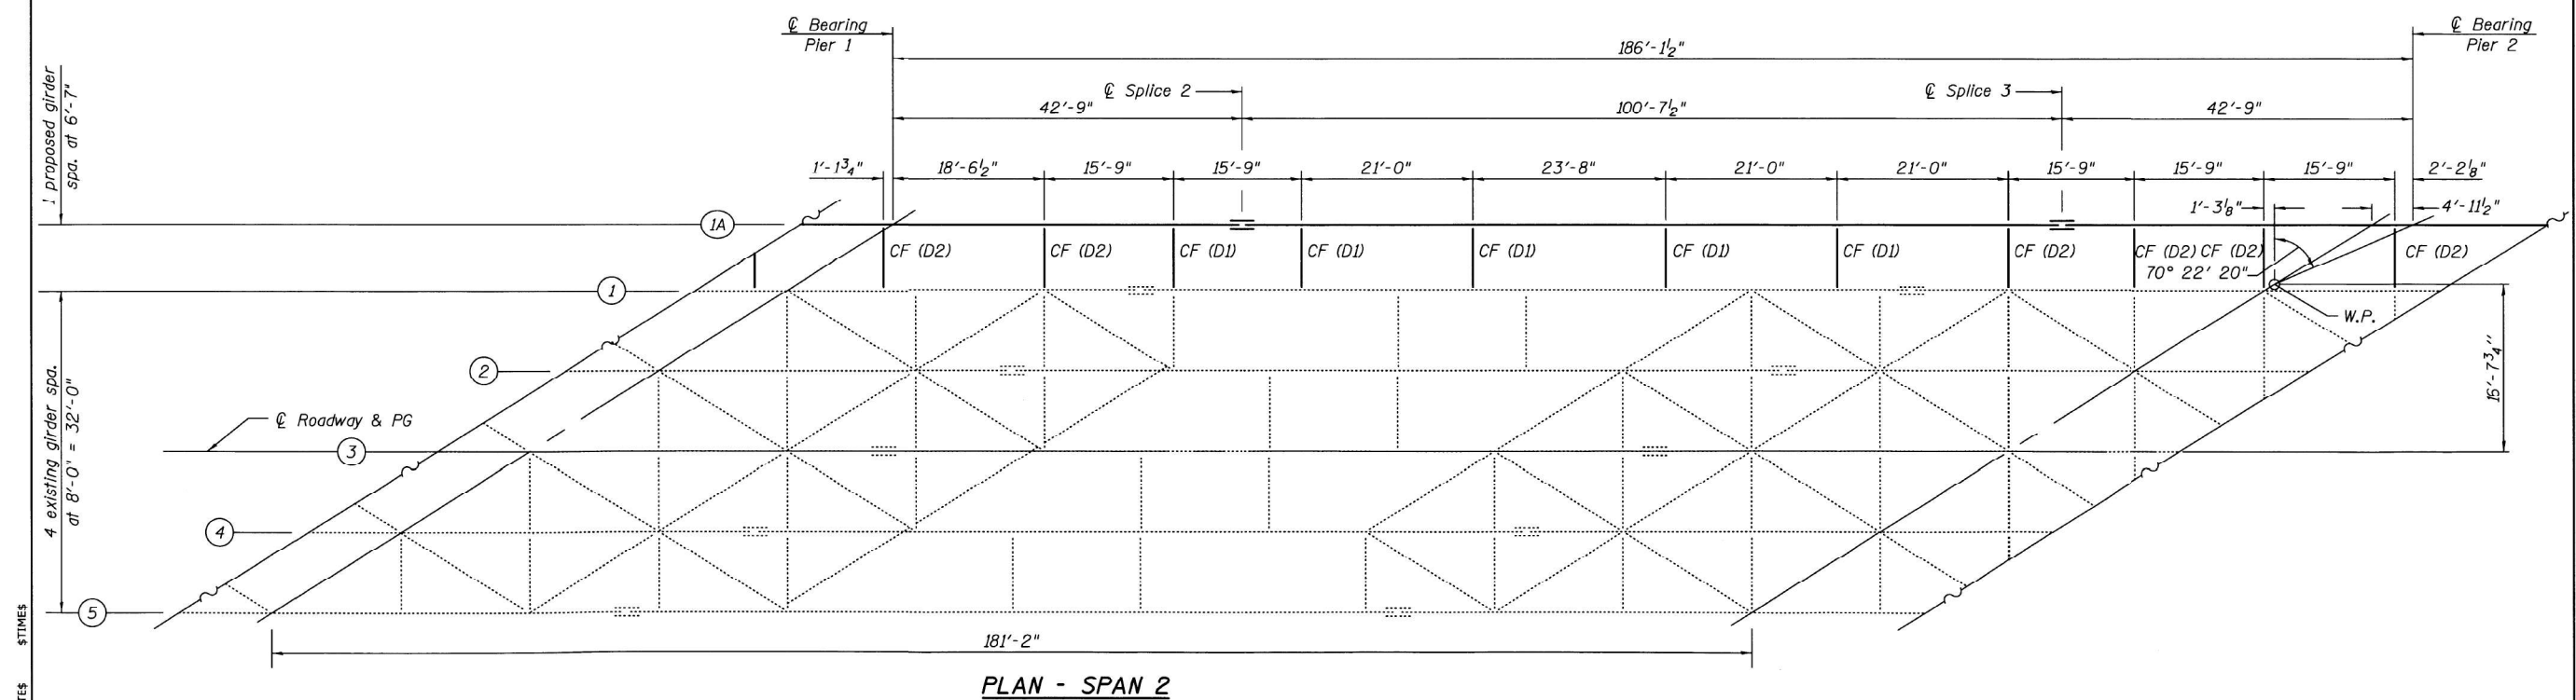 ℄ Bearing
Pier 1
℄ Bearing
Pier 2
186'-1½"
℄ Splice 2
℄ Splice 3
42'-9"
100'-7½"
42'-9"
1 proposed girder
spa. at 6'-7"
1'-1¾"
18'-6½"
15'-9"
15'-9"
21'-0"
23'-8"
21'-0"
21'-0"
15'-9"
15'-9"
15'-9"
2'-2⅛"
1'-3⅛"
4'-11½"
1A
CF (D2)
CF (D2)
CF (D1)
CF (D1)
CF (D1)
CF (D1)
CF (D1)
CF (D2)
CF (D2)
CF (D2)
CF (D2)
70° 22' 20"
1
W.P.
2
16'-7¾"
4 existing girder spa.
at 8'-0" = 32'-0"
℄ Roadway & PG
3
4
5
181'-2"
PLAN - SPAN 2
$TIME$
TE$